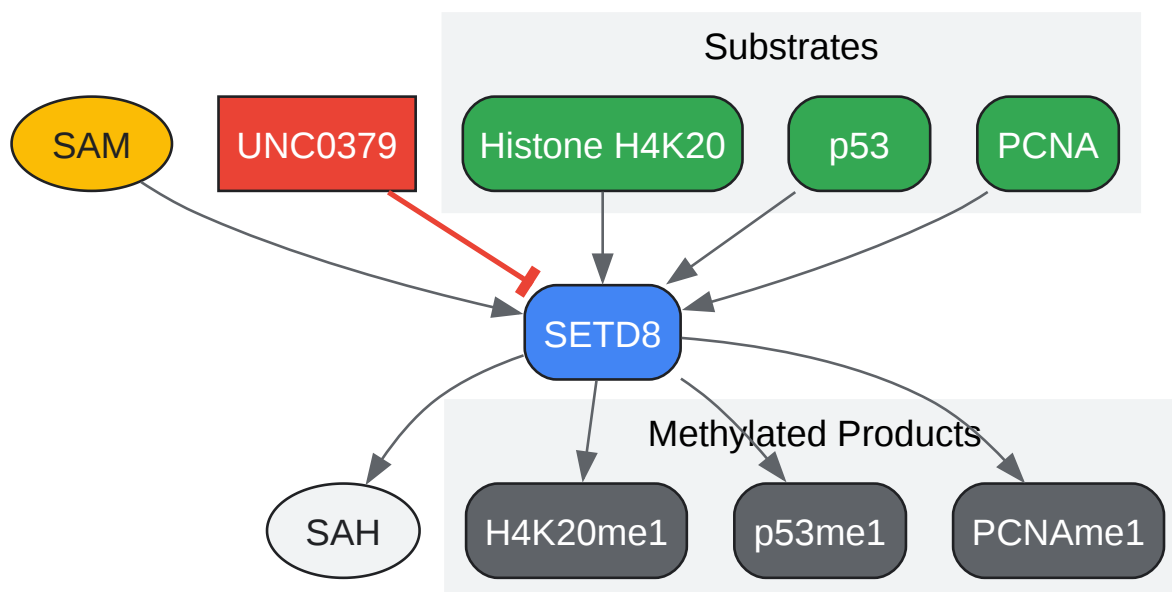 Substrates
SAM
UNC0379
Histone H4K20
p53
PCNA
SETD8
Methylated Products
SAH
H4K20me1
p53me1
PCNAme1